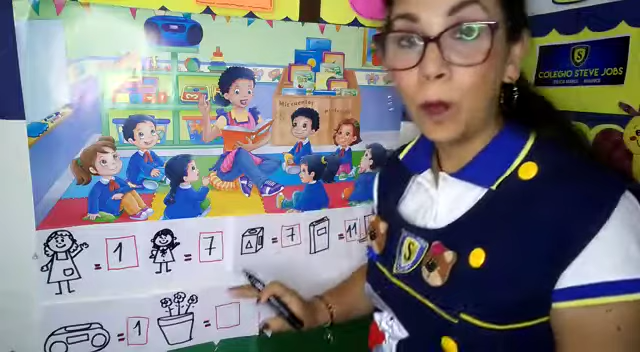 COLEGIO STEVE JOBS
Mis cuentos
= 1
= 7
= 7
= 11
= 1
=
S